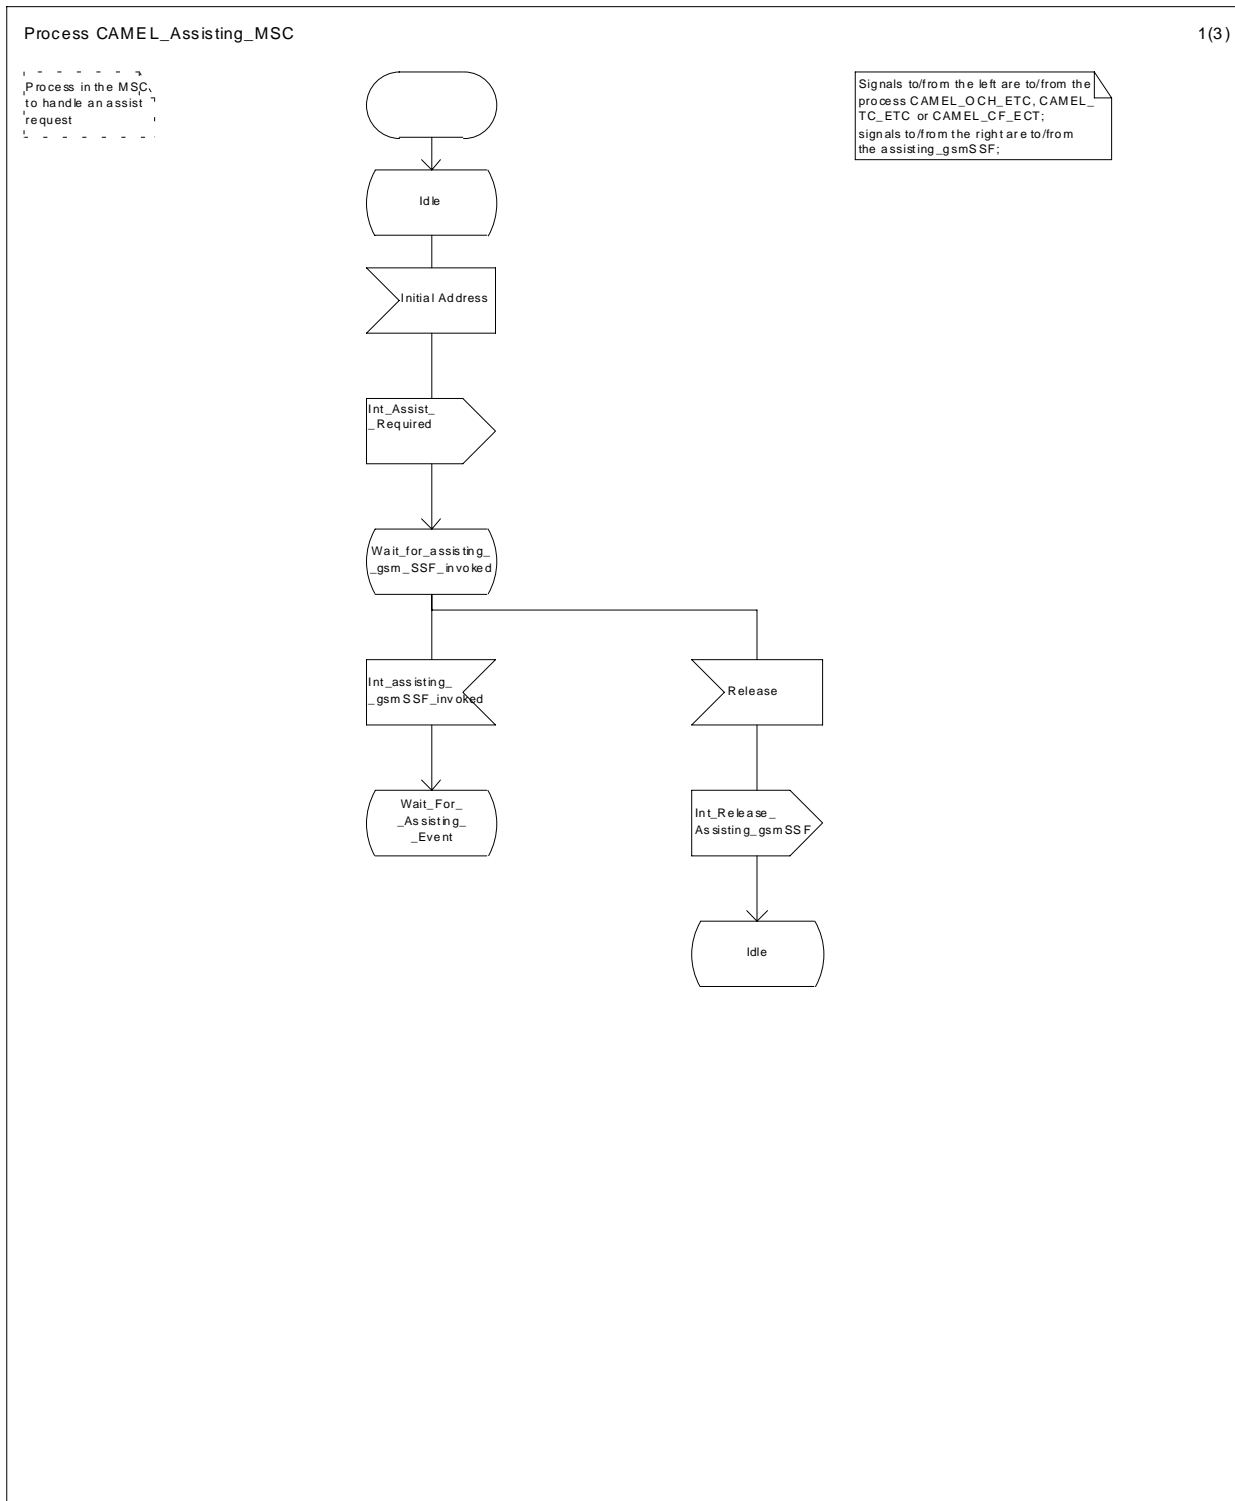 Process CAMEL_Assisting_MSC
1(3)
Process in the MSC
to handle an assist
request
Signals to/from the left are to/from the
process CAMEL_OCH_ETC, CAMEL_
TC_ETC or CAMEL_CF_ECT;
signals to/from the right are to/from
the assisting_gsmSSF;
Idle
Initial Address
Int_Assist_
_Required
Wait_for_assisting_
_gsm_SSF_invoked
Int_assisting_
_gsmSSF_invoked
Release
Wait_For_
_Assisting_
_Event
Int_Release_
Assisting_gsmSSF
Idle